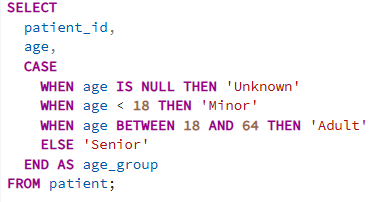 SELECT
  patient_id,
  age,
  CASE
    WHEN age IS NULL THEN 'Unknown'
    WHEN age < 18 THEN 'Minor'
    WHEN age BETWEEN 18 AND 64 THEN 'Adult'
    ELSE 'Senior'
  END AS age_group
FROM patient;